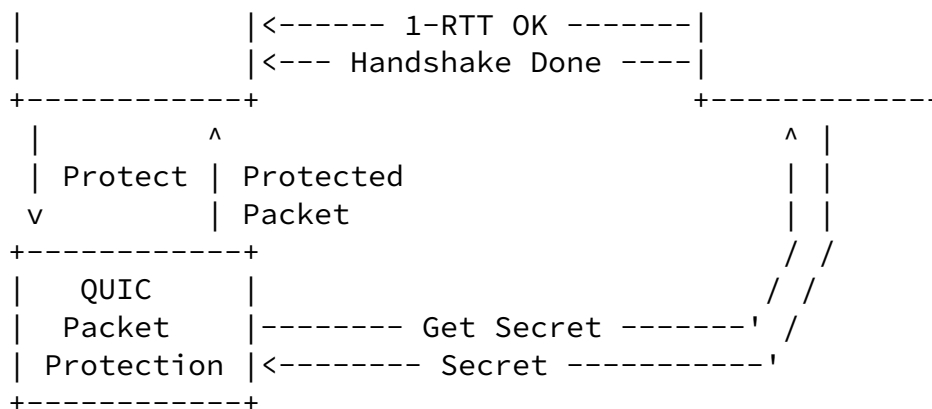 |            |<------ 1-RTT OK -------|
|            |<--- Handshake Done ----|
+------------+                        +-------------
 |         ^                               ^ |
 | Protect | Protected                     | |
 v         | Packet                        | |
+------------+                             / /
|   QUIC     |                            / /
|  Packet    |-------- Get Secret -------' /
| Protection |<-------- Secret -----------'
+------------+